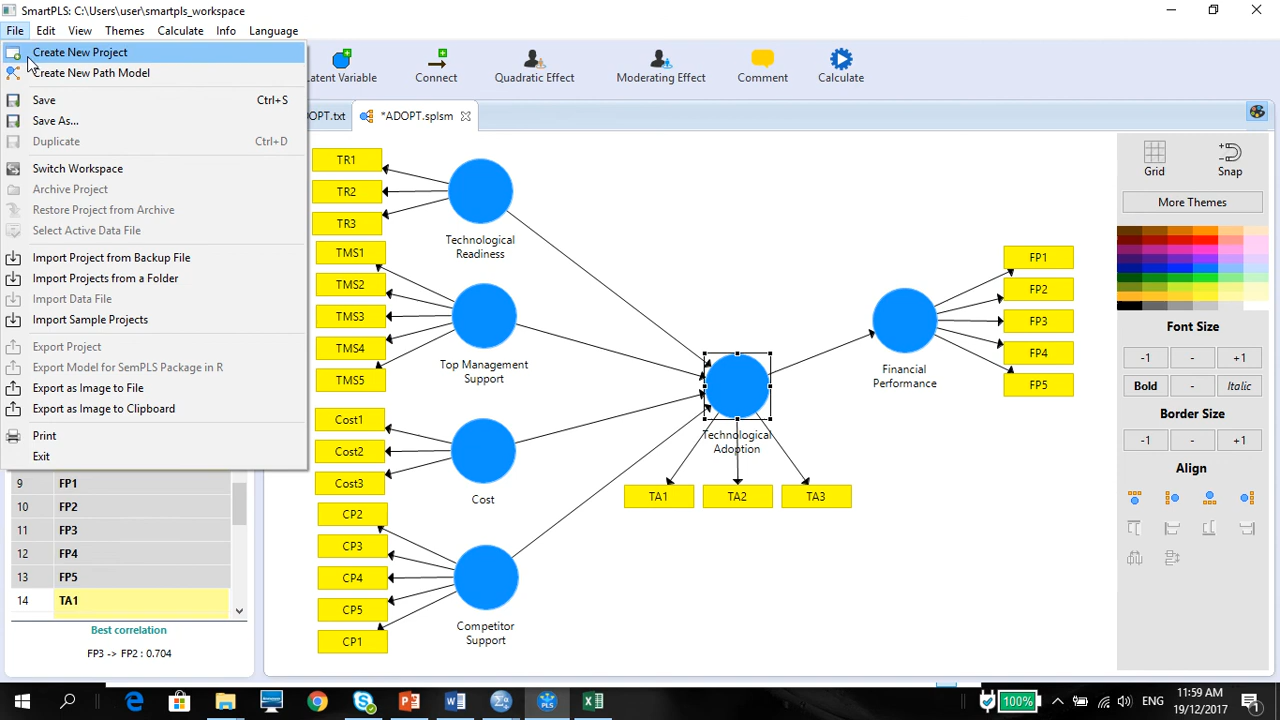 SmartPLS: C:\Users\user\smartpls_workspace
File Edit View Themes Calculate Info Language
Create New Project
Create New Path Model
Save Ctrl+S
Save As...
Duplicate Ctrl+D
Switch Workspace
Archive Project
Restore Project from Archive
Select Active Data File
Import Project from Backup File
Import Projects from a Folder
Import Data File
Import Sample Projects
Export Project
Export Model for SemPLS Package in R
Export as Image to File
Export as Image to Clipboard
Print
Exit
Latent Variable Connect Quadratic Effect Moderating Effect Comment Calculate
*ADOPT.splsm
TR1
TR2
TR3
Technological
Readiness
TMS1
TMS2
TMS3
TMS4
TMS5
Top Management
Support
Cost1
Cost2
Cost3
Cost
CP2
CP3
CP4
CP5
CP1
Competitor
Support
Technological
Adoption
TA1 TA2 TA3
Financial
Performance
FP1
FP2
FP3
FP4
FP5
Grid Snap
More Themes
Font Size
-1 - +1
Bold - Italic
Border Size
-1 - +1
Align
9 FP1
10 FP2
11 FP3
12 FP4
13 FP5
14 TA1
Best correlation
FP3 -> FP2 : 0.704
100% ENG 11:59 AM
19/12/2017